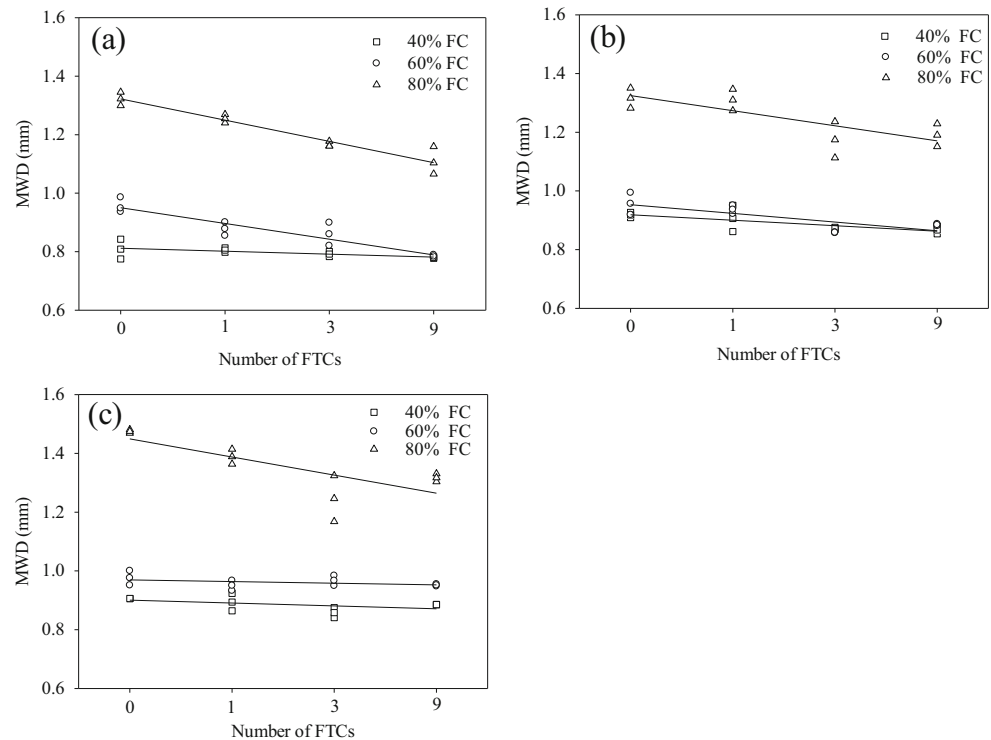 (a)
40% FC
60% FC
80% FC
1.6
1.4
1.2
1.0
0.8
0.6
MWD (mm)
0 1 3 9
Number of FTCs
(b)
40% FC
60% FC
80% FC
1.6
1.4
1.2
1.0
0.8
0.6
MWD (mm)
0 1 3 9
Number of FTCs
(c)
40% FC
60% FC
80% FC
1.6
1.4
1.2
1.0
0.8
0.6
MWD (mm)
0 1 3 9
Number of FTCs